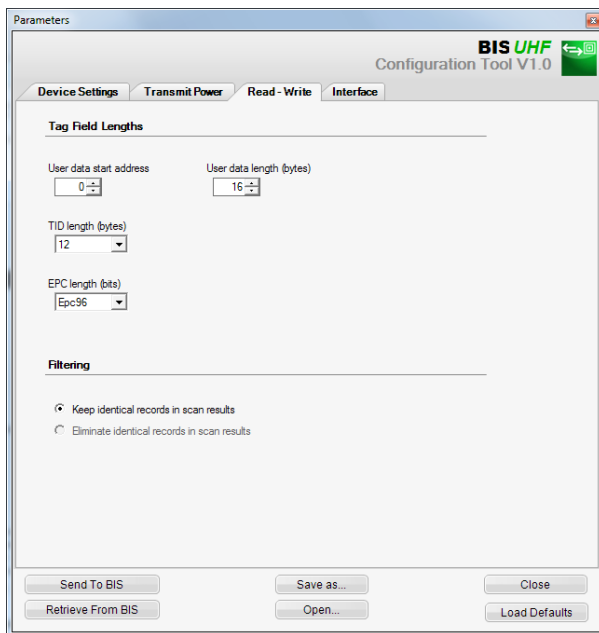 Parameters
BIS UHF
Configuration Tool V1.0
Device Settings
Transmit Power
Read - Write
Interface
Tag Field Lengths
User data start address
User data length (bytes)
0
16
TID length (bytes)
12
EPC length (bits)
Epc96
Filtering
Keep identical records in scan results
Eliminate identical records in scan results
Send To BIS
Save as...
Close
Retrieve From BIS
Open...
Load Defaults